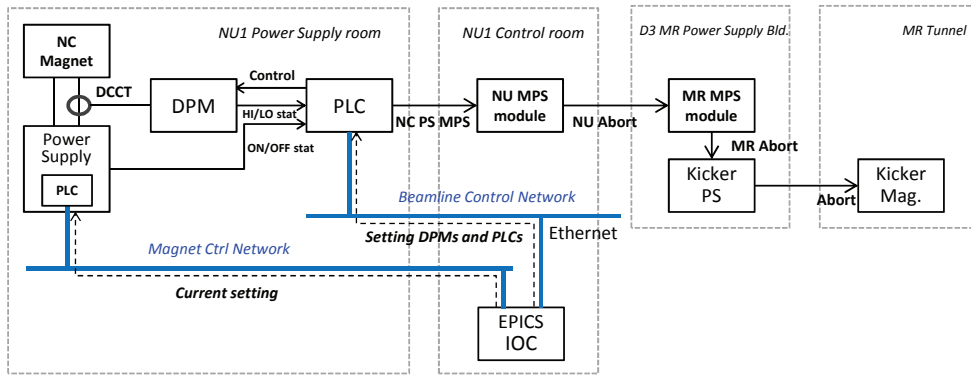 NU1 Power Supply room
NU1 Control room
D3 MR Power Supply Bld.
MR Tunnel
NC
Magnet
DCCT
DPM
Control
HI/LO stat
ON/OFF stat
PLC
NC PS MPS
NU MPS
module
NU Abort
MR MPS
module
MR Abort
Kicker
PS
Abort
Kicker
Mag.
Power
Supply
PLC
Beamline Control Network
Setting DPMs and PLCs
Ethernet
Magnet Ctrl Network
Current setting
EPICS
IOC